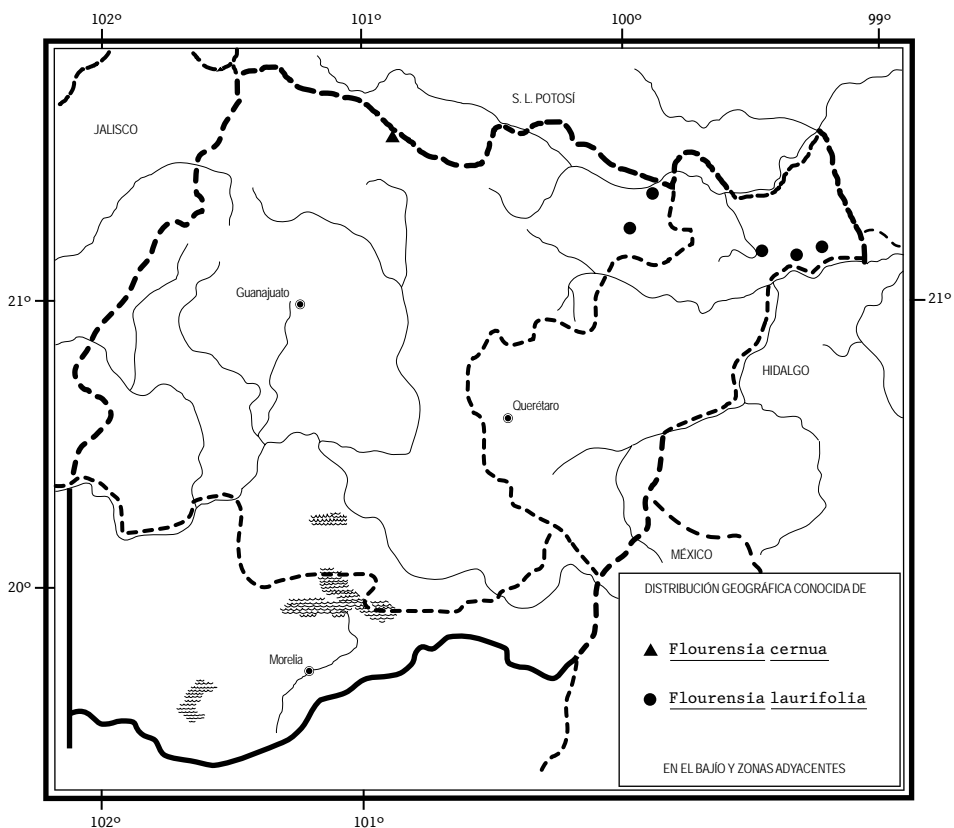 102º 101º 100º 99º
S. L. POTOSÍ
JALISCO
Guanajuato
21º 21º
HIDALGO
Querétaro
MÉXICO
20º
DISTRIBUCIÓN GEOGRÁFICA CONOCIDA DE
Flourensia cernua
Morelia
Flourensia laurifolia
EN EL BAJÍO Y ZONAS ADYACENTES
102º 101º